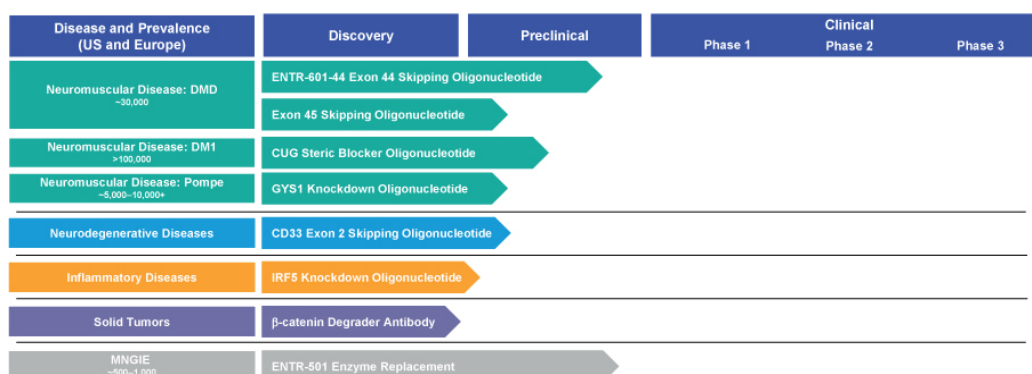 Disease and Prevalence
(US and Europe)
Discovery
Preclinical
Clinical
Phase 1
Phase 2
Phase 3
Neuromuscular Disease: DMD
~30,000
ENTR-601-44 Exon 44 Skipping Oligonucleotide
Exon 45 Skipping Oligonucleotide
Neuromuscular Disease: DM1
>100,000
CUG Steric Blocker Oligonucleotide
Neuromuscular Disease: Pompe
~5,000–10,000+
GYS1 Knockdown Oligonucleotide
Neurodegenerative Diseases
CD33 Exon 2 Skipping Oligonucleotide
Inflammatory Diseases
IRF5 Knockdown Oligonucleotide
Solid Tumors
β-catenin Degrader Antibody
MNGIE
~500–1,000
ENTR-501 Enzyme Replacement